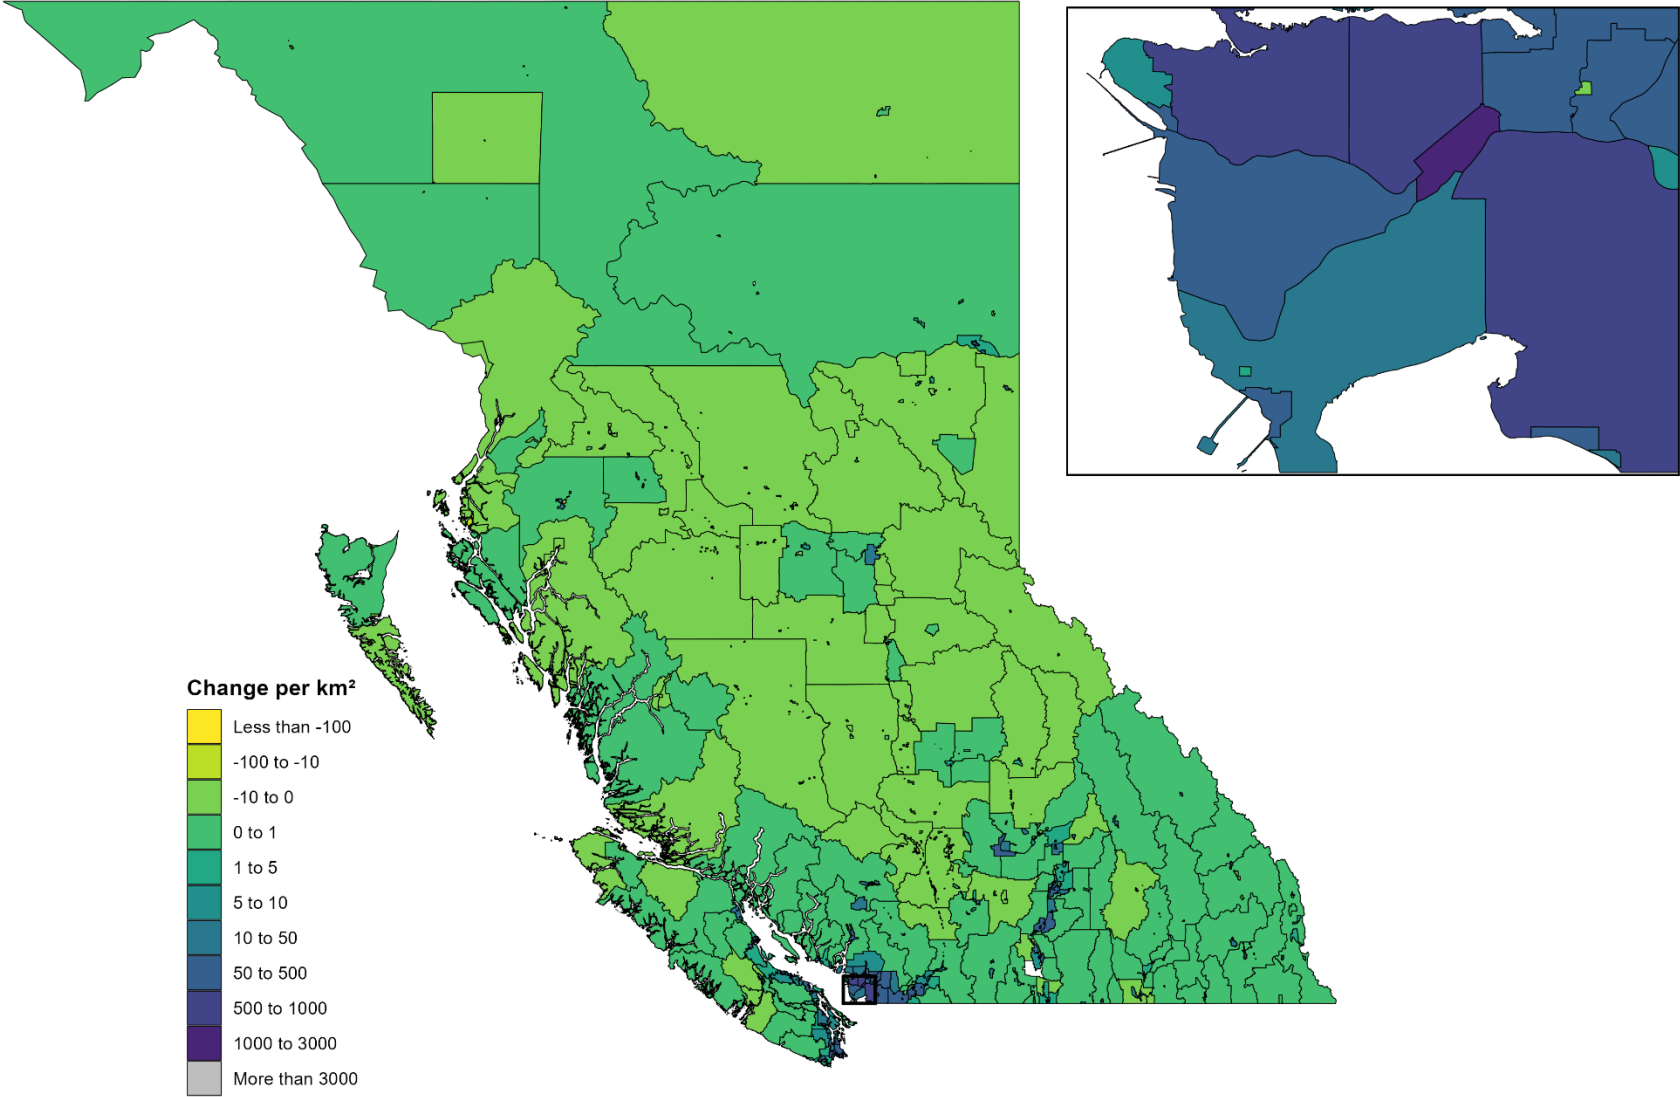 Change per km²
Less than -100
-100 to -10
-10 to 0
0 to 1
1 to 5
5 to 10
10 to 50
50 to 500
500 to 1000
1000 to 3000
More than 3000